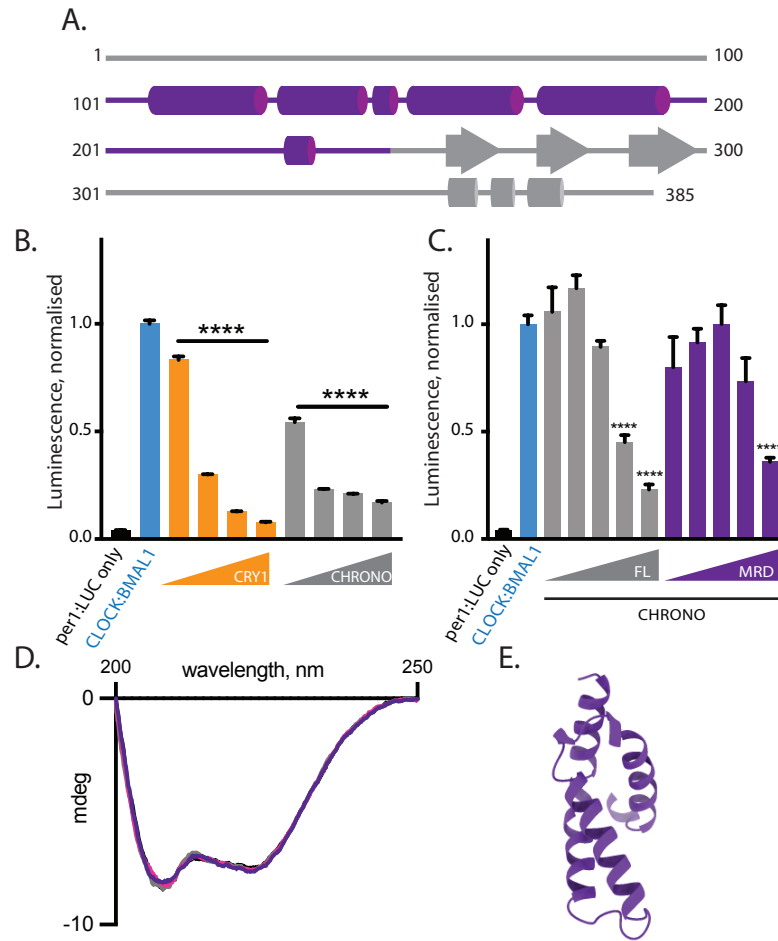 A.
1
100
101
200
201
300
301
385
B.
C.
Luminescence, normalised
1.0
0.5
0.0
****
****
CRY1
CHRONO
per1:LUC only
CLOCK:BMAL1
Luminescence, normalised
1.0
0.5
0.0
****
****
****
FL
MRD
CHRONO
per1:LUC only
CLOCK:BMAL1
D.
200
wavelength, nm
250
0
mdeg
-10
E.